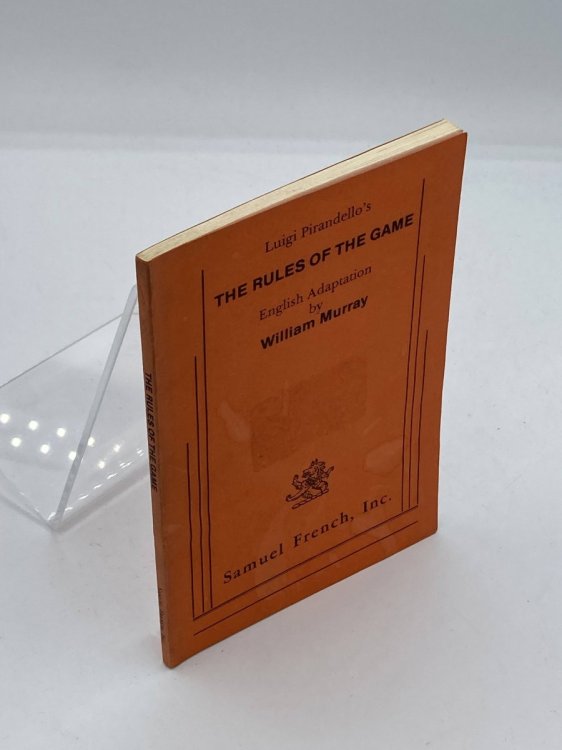 Luigi Pirandello's
THE RULES OF THE GAME
English Adaptation
by
William Murray
Samuel French, Inc.
THE RULES OF THE GAME